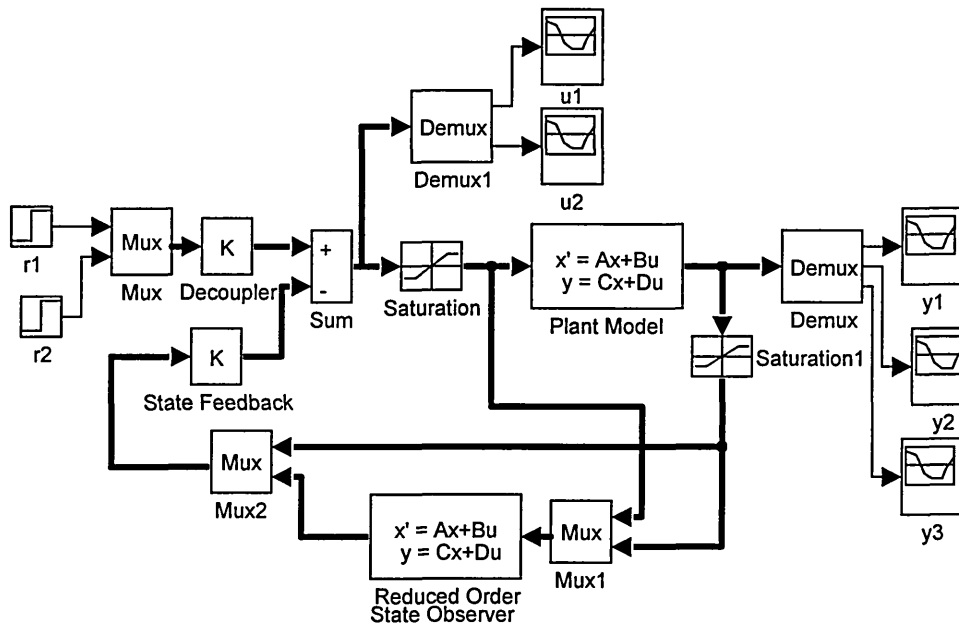 u1
Demux
Demux1
u2
r1
Mux
Mux
K
Decoupler
+
-
Sum
Saturation
x' = Ax+Bu
y = Cx+Du
Plant Model
Demux
Demux
y1
r2
K
State Feedback
Saturation1
y2
Mux
Mux2
x' = Ax+Bu
y = Cx+Du
Reduced Order
State Observer
Mux
Mux1
y3